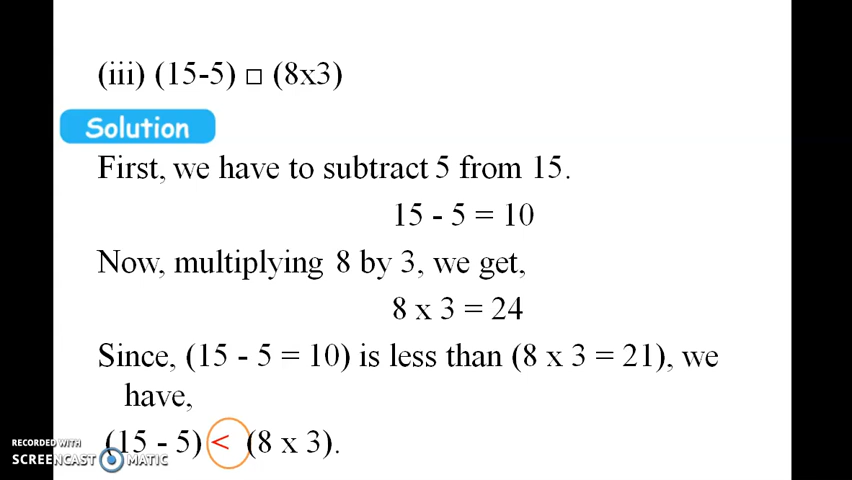 (iii) (15-5) □ (8x3)
Solution
First, we have to subtract 5 from 15.
15 - 5 = 10
Now, multiplying 8 by 3, we get,
8 x 3 = 24
Since, (15 - 5 = 10) is less than (8 x 3 = 21), we
have,
(15 - 5) < (8 x 3).
RECORDED WITH
SCREENCAST MATIC